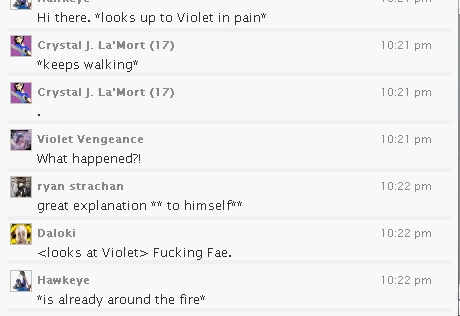 Hawkeye
Hi there. *looks up to Violet in pain*
Crystal J. La'Mort (17) 10:21 pm
*keeps walking*
Crystal J. La'Mort (17) 10:21 pm
.
Violet Vengeance 10:21 pm
What happened?!
ryan strachan 10:22 pm
great explanation ** to himself**
Daloki 10:22 pm
<looks at Violet> Fucking Fae.
Hawkeye 10:22 pm
*is already around the fire*